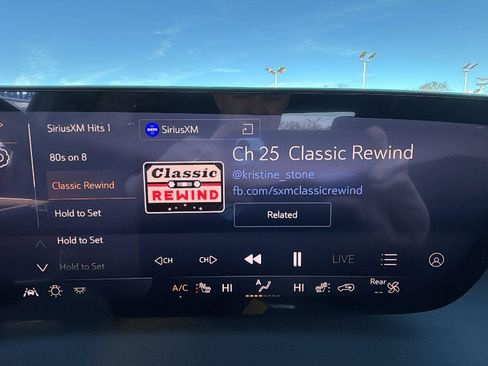 SiriusXM Hits 1
SiriusXM
80s on 8
Classic Rewind
Hold to Set
Hold to Set
Hold to Set
Classic
REWIND
Ch 25 Classic Rewind
@kristine_stone
fb.com/sxmclassicrewind
Related
CH
CH
LIVE
A/C
HI
A
HI
Rear
--